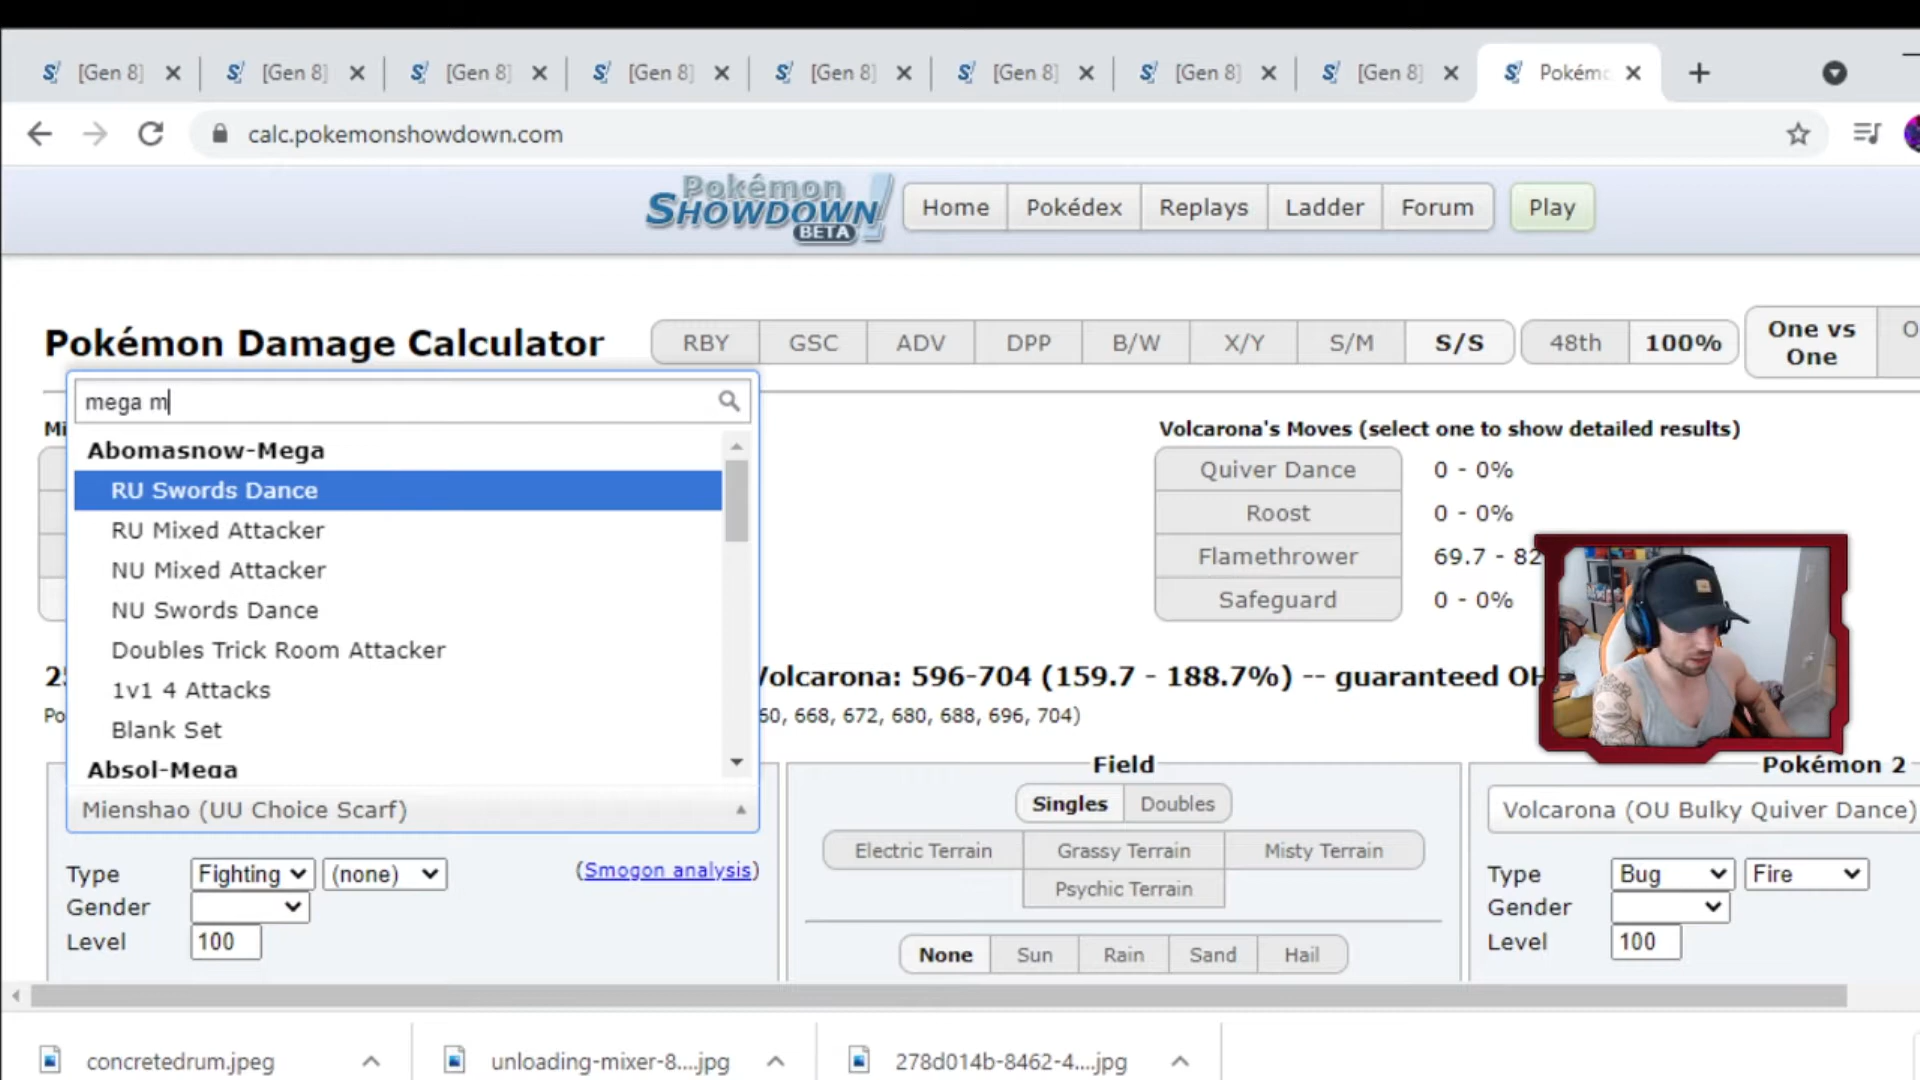 [Gen 8] [Gen 8] [Gen 8] [Gen 8] [Gen 8] [Gen 8] [Gen 8] [Gen 8] Pokémo
calc.pokemonshowdown.com
Pokémon SHOWDOWN! BETA
Home Pokédex Replays Ladder Forum Play
Pokémon Damage Calculator
RBY GSC ADV DPP B/W X/Y S/M S/S 48th 100% One vs One
mega m
Abomasnow-Mega
RU Swords Dance
RU Mixed Attacker
NU Mixed Attacker
NU Swords Dance
Doubles Trick Room Attacker
1v1 4 Attacks
Blank Set
Absol-Mega
Mienshao (UU Choice Scarf)
Mi
Volcarona's Moves (select one to show detailed results)
Quiver Dance 0 - 0%
Roost 0 - 0%
Flamethrower 69.7 - 82
Safeguard 0 - 0%
25 Volcarona: 596-704 (159.7 - 188.7%) -- guaranteed OH
Po 60, 668, 672, 680, 688, 696, 704)
Field
Singles Doubles
Electric Terrain Grassy Terrain Misty Terrain
Psychic Terrain
None Sun Rain Sand Hail
Pokémon 2
Volcarona (OU Bulky Quiver Dance)
Type Fighting (none) (Smogon analysis)
Gender
Level 100
Type Bug Fire
Gender
Level 100
concretedrum.jpeg unloading-mixer-8....jpg 278d014b-8462-4....jpg